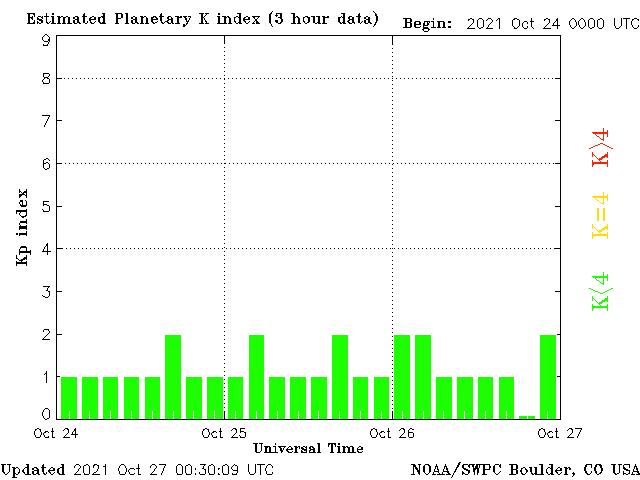 Estimated Planetary K index (3 hour data)
Begin: 2021 Oct 24 0000 UTC
9
8
7
6
5
4
3
2
1
0
Kp index
K>4
K=4
K<4
Oct 24
Oct 25
Oct 26
Oct 27
Universal Time
Updated 2021 Oct 27 00:30:09 UTC
NOAA/SWPC Boulder, CO USA